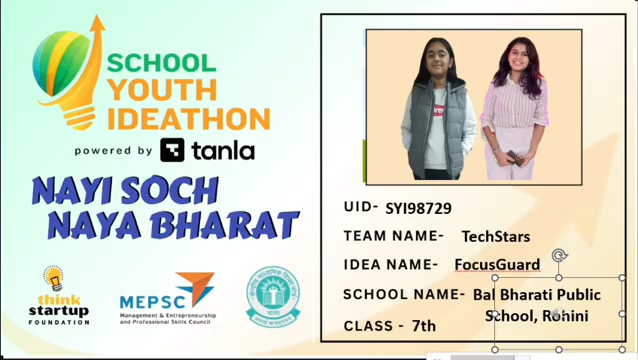 SCHOOL
YOUTH
IDEATHON
powered by tanla
NAYI SOCH
NAYA BHARAT
think
startup
FOUNDATION
MEPSC
Management & Entrepreneurship
and Professional Skills Council
UID- SYI98729
TEAM NAME- TechStars
IDEA NAME- FocusGuard
SCHOOL NAME- Bal Bharati Public
School, Rohini
CLASS - 7th